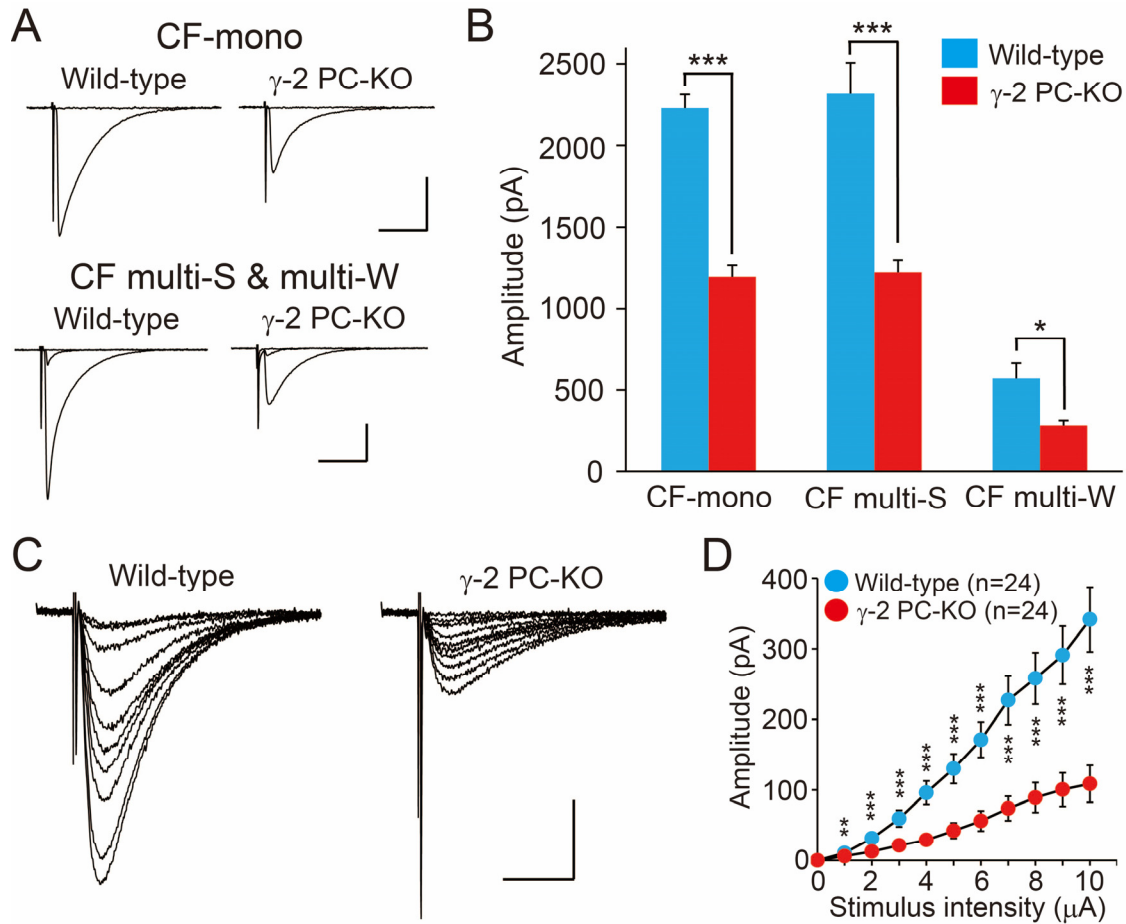 A
CF-mono
Wild-type
γ-2 PC-KO
CF multi-S & multi-W
Wild-type
γ-2 PC-KO
B
Wild-type
γ-2 PC-KO
***
***
*
2500
2000
1500
1000
500
0
Amplitude (pA)
CF-mono
CF multi-S
CF multi-W
C
Wild-type
γ-2 PC-KO
D
Wild-type (n=24)
γ-2 PC-KO (n=24)
400
300
200
100
0
Amplitude (pA)
**
***
***
***
***
***
***
***
***
***
0 2 4 6 8 10
Stimulus intensity (μA)